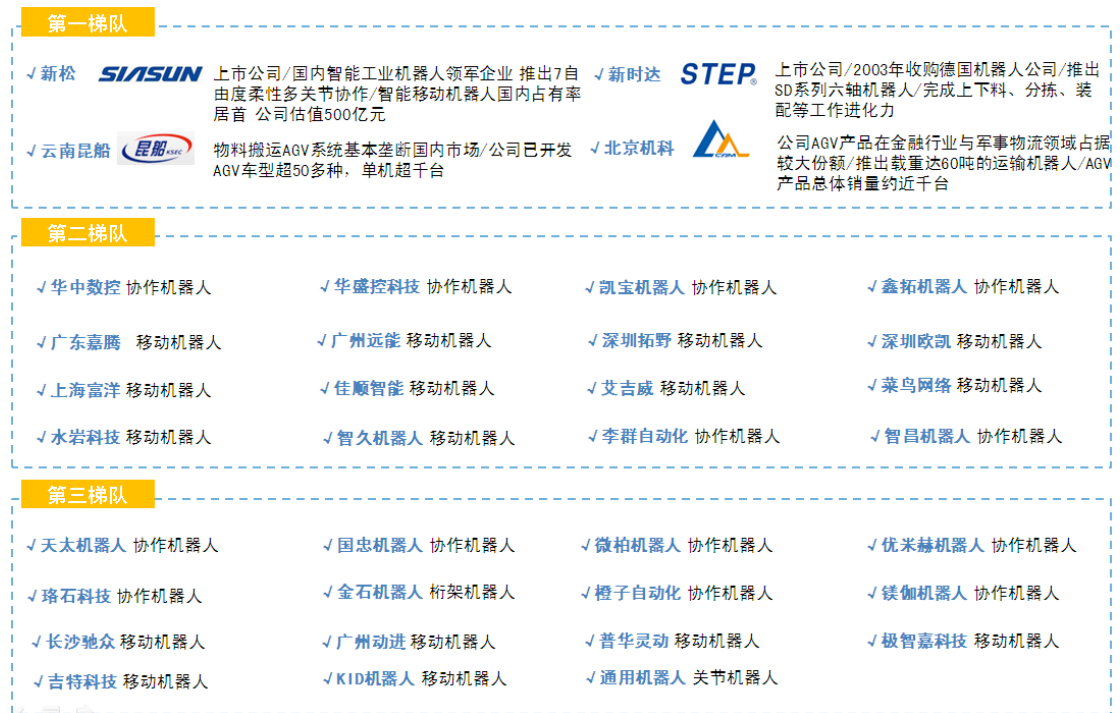 第一梯队
√新松 SIASUN 上市公司/国内智能工业机器人领军企业 推出7自
由度柔性多关节协作/智能移动机器人国内占有率
居首 公司估值500亿元
√新时达 STEP® 上市公司/2003年收购德国机器人公司/推出
SD系列六轴机器人/完成上下料、分拣、装
配等工作进化力
√云南昆船 昆船 KSEC 物料搬运AGV系统基本垄断国内市场/公司已开发
AGV车型超50多种，单机超千台
√北京机科 公司AGV产品在金融行业与军事物流领域占据
较大份额/推出载重达60吨的运输机器人/AGV
产品总体销量约近千台
第二梯队
√华中数控 协作机器人 √华盛控科技 协作机器人 √凯宝机器人 协作机器人 √鑫拓机器人 协作机器人
√广东嘉腾 移动机器人 √广州远能 移动机器人 √深圳拓野 移动机器人 √深圳欧凯 移动机器人
√上海富洋 移动机器人 √佳顺智能 移动机器人 √艾吉威 移动机器人 √菜鸟网络 移动机器人
√水岩科技 移动机器人 √智久机器人 移动机器人 √李群自动化 协作机器人 √智昌机器人 协作机器人
第三梯队
√天太机器人 协作机器人 √国忠机器人 协作机器人 √微柏机器人 协作机器人 √优米赫机器人 协作机器人
√珞石科技 协作机器人 √金石机器人 桁架机器人 √橙子自动化 协作机器人 √镁伽机器人 协作机器人
√长沙驰众 移动机器人 √广州动进 移动机器人 √普华灵动 移动机器人 √极智嘉科技 移动机器人
√吉特科技 移动机器人 √KID机器人 移动机器人 √通用机器人 关节机器人